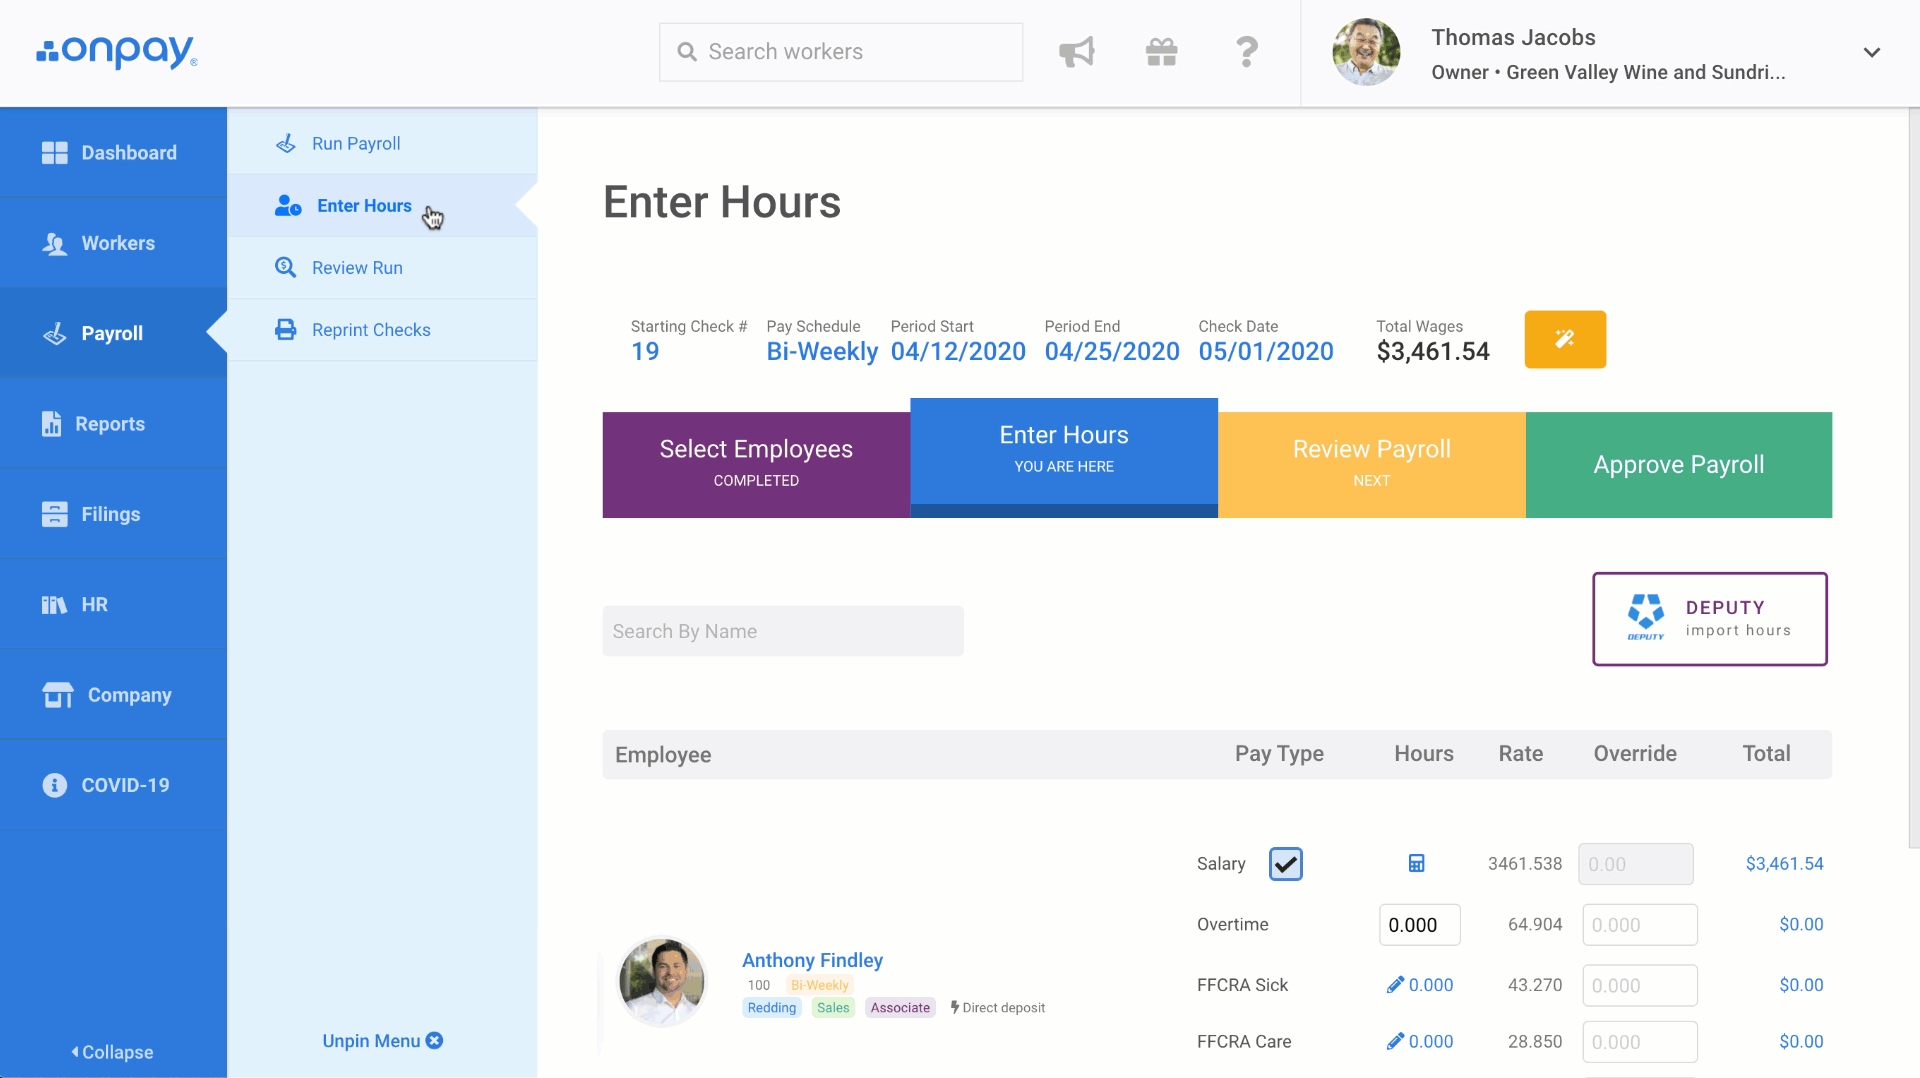 onpay
Search workers
Thomas Jacobs
Owner • Green Valley Wine and Sundri...
Dashboard
Workers
Payroll
Reports
Filings
HR
Company
COVID-19
Collapse
Run Payroll
Enter Hours
Review Run
Reprint Checks
Unpin Menu
Enter Hours
Starting Check # Pay Schedule Period Start Period End Check Date Total Wages
19 Bi-Weekly 04/12/2020 04/25/2020 05/01/2020 $3,461.54
Select Employees
COMPLETED
Enter Hours
YOU ARE HERE
Review Payroll
NEXT
Approve Payroll
Search By Name
DEPUTY
DEPUTY
import hours
Employee Pay Type Hours Rate Override Total
Salary 3461.538 0.00 $3,461.54
Overtime 0.000 64.904 0.000 $0.00
FFCRA Sick 0.000 43.270 0.000 $0.00
FFCRA Care 0.000 28.850 0.000 $0.00
Anthony Findley
100 Bi-Weekly
Redding Sales Associate Direct deposit